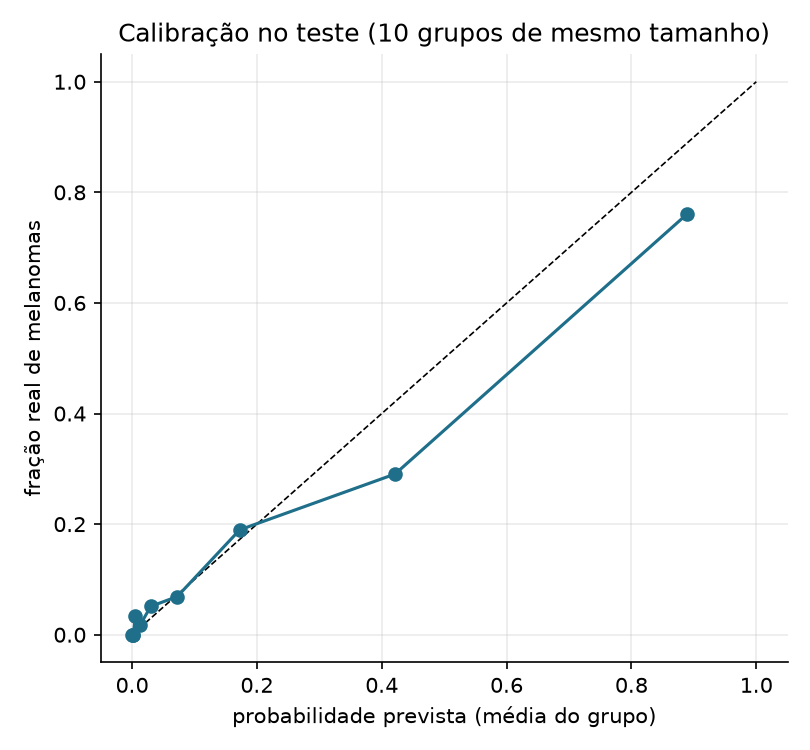 Calibração no teste (10 grupos de mesmo tamanho)
1.0
0.8
0.6
0.4
0.2
0.0
fração real de melanomas
0.0 0.2 0.4 0.6 0.8 1.0
probabilidade prevista (média do grupo)